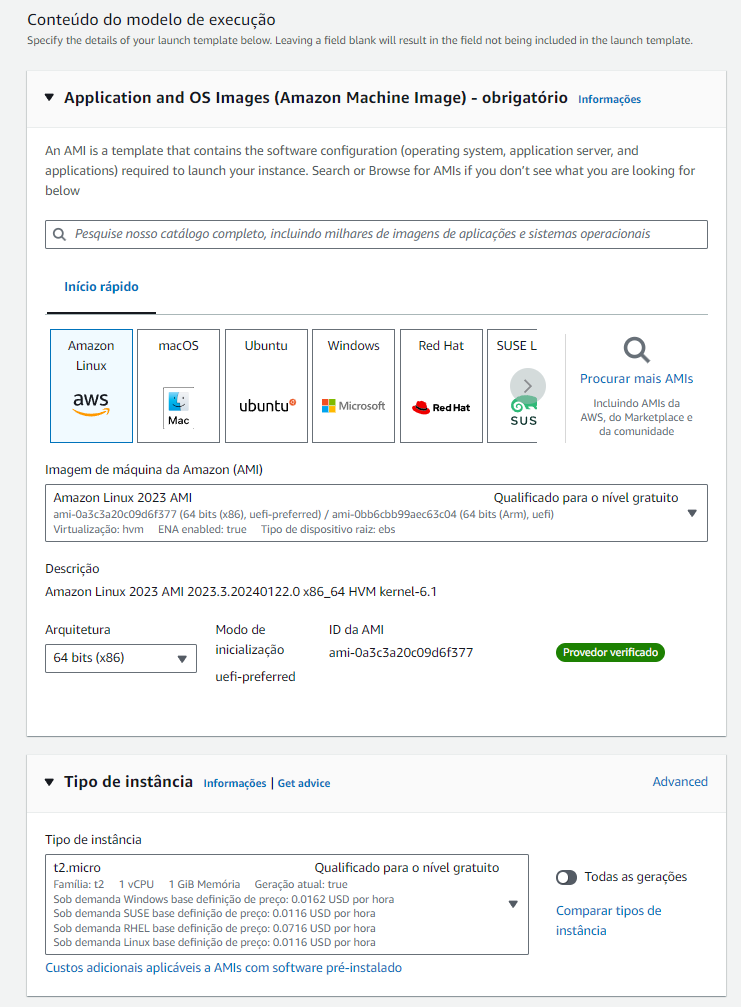 Conteúdo do modelo de execução
Specify the details of your launch template below. Leaving a field blank will result in the field not being included in the launch template.
Application and OS Images (Amazon Machine Image) - obrigatório Informações
An AMI is a template that contains the software configuration (operating system, application server, and
applications) required to launch your instance. Search or Browse for AMIs if you don't see what you are looking for
below
Pesquise nosso catálogo completo, incluindo milhares de imagens de aplicações e sistemas operacionais
Início rápido
Amazon
Linux
aws
macOS
Mac
Ubuntu
ubuntu
Windows
Microsoft
Red Hat
Red Hat
SUSE L
SUS
Procurar mais AMIs
Incluindo AMIs da
AWS, do Marketplace e
da comunidade
Imagem de máquina da Amazon (AMI)
Amazon Linux 2023 AMI Qualificado para o nível gratuito
ami-0a3c3a20c09d6f377 (64 bits (x86), uefi-preferred) / ami-0bb6cbb99aec63c04 (64 bits (Arm), uefi)
Virtualização: hvm ENA enabled: true Tipo de dispositivo raiz: ebs
Descrição
Amazon Linux 2023 AMI 2023.3.20240122.0 x86_64 HVM kernel-6.1
Arquitetura
64 bits (x86)
Modo de
inicialização
uefi-preferred
ID da AMI
ami-0a3c3a20c09d6f377
Provedor verificado
Tipo de instância Informações | Get advice Advanced
Tipo de instância
t2.micro Qualificado para o nível gratuito
Família: t2 1 vCPU 1 GiB Memória Geração atual: true
Sob demanda Windows base definição de preço: 0.0162 USD por hora
Sob demanda SUSE base definição de preço: 0.0116 USD por hora
Sob demanda RHEL base definição de preço: 0.0716 USD por hora
Sob demanda Linux base definição de preço: 0.0116 USD por hora
Todas as gerações
Comparar tipos de
instância
Custos adicionais aplicáveis a AMIs com software pré-instalado